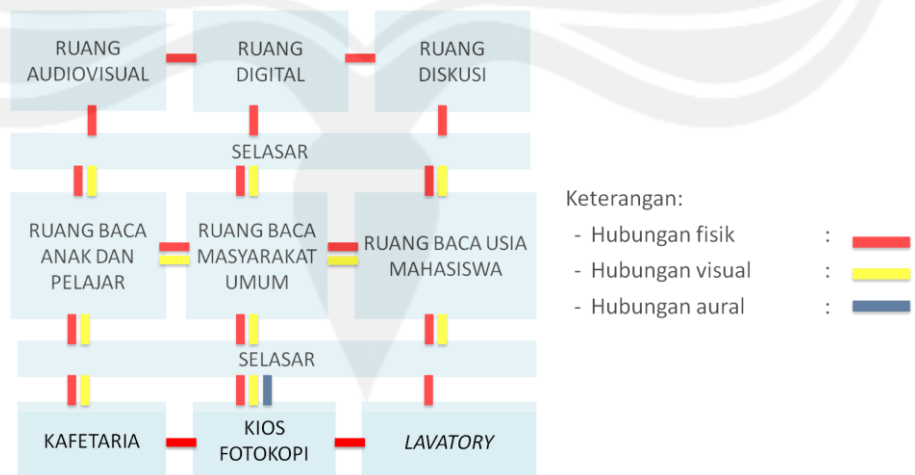 RUANG
AUDIOVISUAL
RUANG
DIGITAL
RUANG
DISKUSI
SELASAR
RUANG BACA
ANAK DAN
PELAJAR
RUANG BACA
MASYARAKAT
UMUM
RUANG BACA USIA
MAHASISWA
SELASAR
KAFETARIA
KIOS
FOTOKOPI
LAVATORY
Keterangan:
- Hubungan fisik :
- Hubungan visual :
- Hubungan aural :